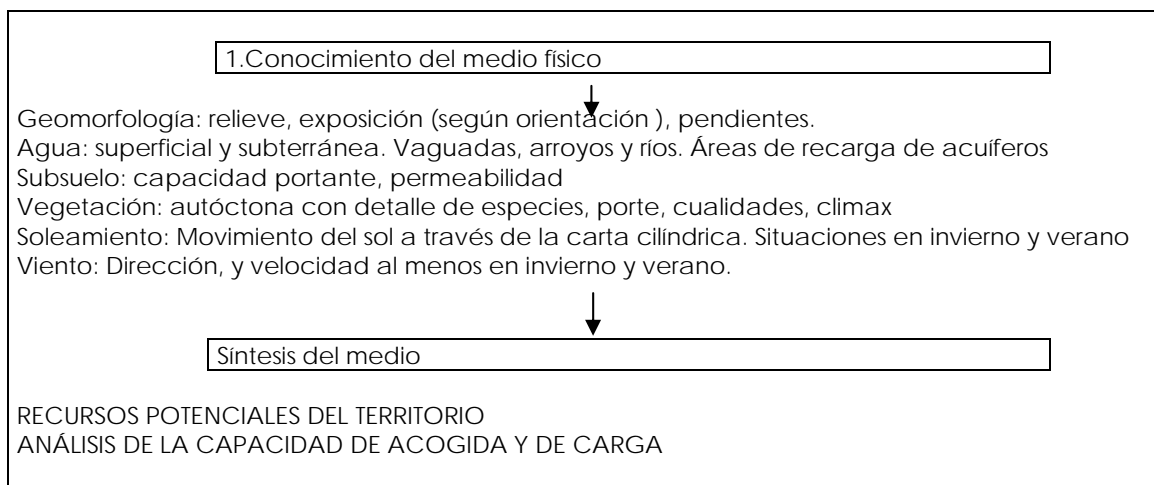 1.Conocimiento del medio físico
Geomorfología: relieve, exposición (según orientación ), pendientes.
Agua: superficial y subterránea. Vaguadas, arroyos y ríos. Áreas de recarga de acuíferos
Subsuelo: capacidad portante, permeabilidad
Vegetación: autóctona con detalle de especies, porte, cualidades, climax
Soleamiento: Movimiento del sol a través de la carta cilíndrica. Situaciones en invierno y verano
Viento: Dirección, y velocidad al menos en invierno y verano.
Síntesis del medio
RECURSOS POTENCIALES DEL TERRITORIO
ANÁLISIS DE LA CAPACIDAD DE ACOGIDA Y DE CARGA